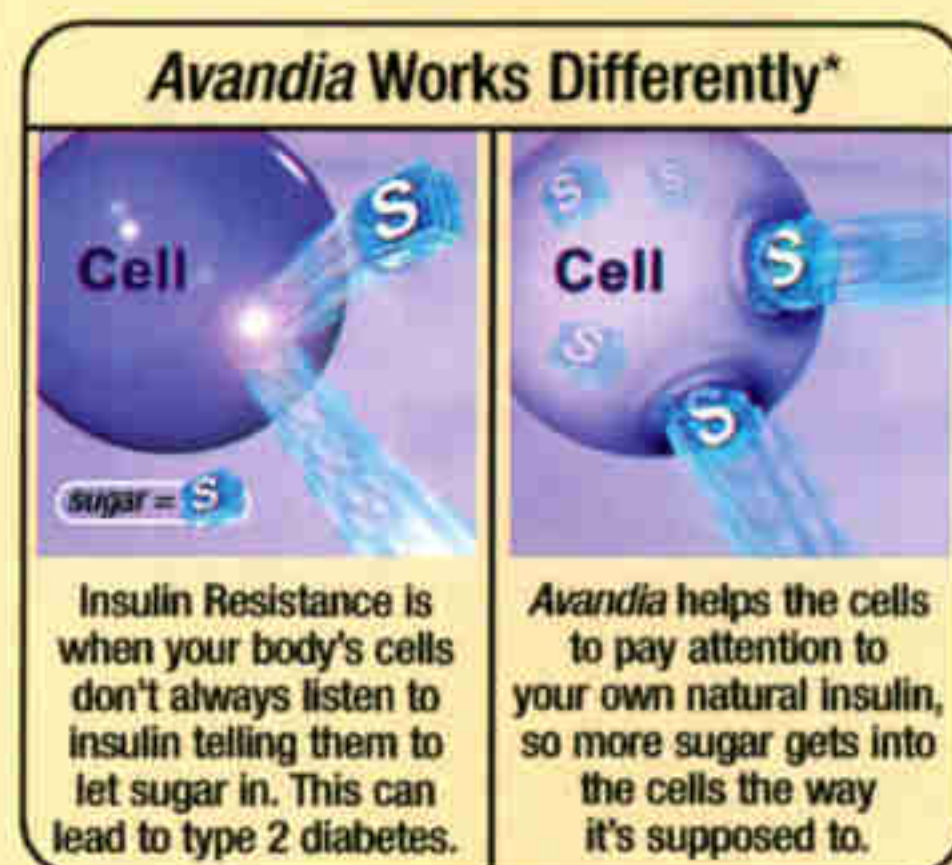 Avandia Works Differently*
Cell
S
sugar = S
Insulin Resistance is
when your body's cells
don't always listen to
insulin telling them to
let sugar in. This can
lead to type 2 diabetes.
S
S
Cell
S
S
S
Avandia helps the cells
to pay attention to
your own natural insulin,
so more sugar gets into
the cells the way
it's supposed to.